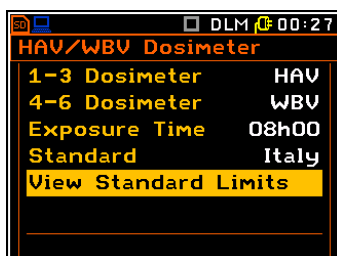 SD DLM 00:27
HAV/WBV Dosimeter
1-3 Dosimeter HAV
4-6 Dosimeter WBV
Exposure Time 08h00
Standard Italy
View Standard Limits